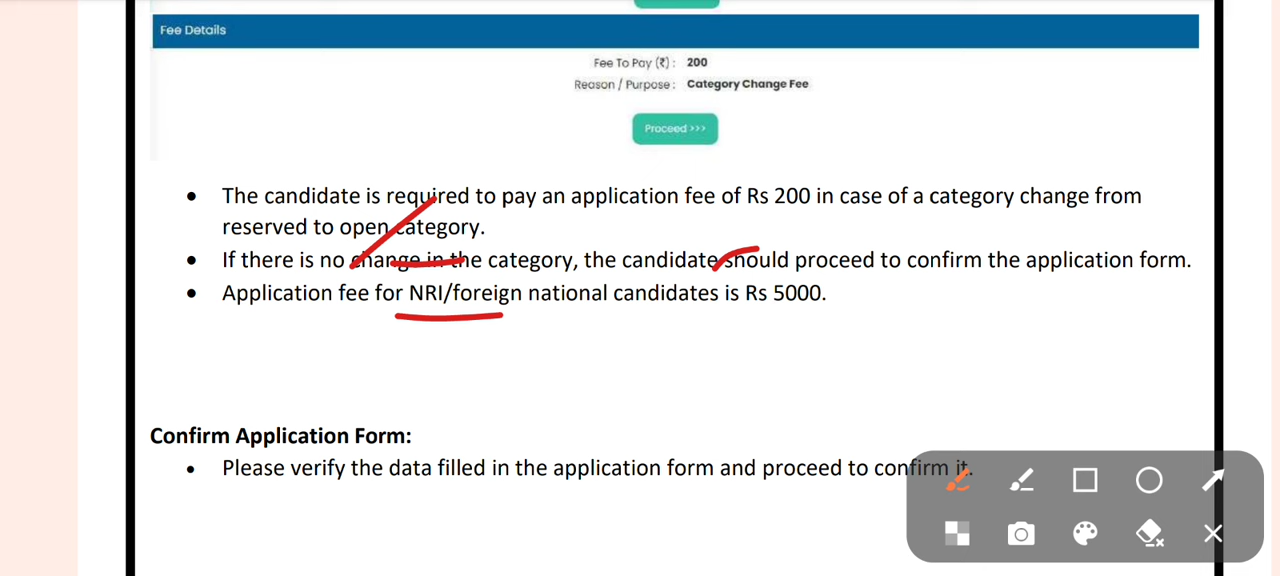 Fee Details
Fee To Pay (₹) : 200
Reason / Purpose : Category Change Fee
Proceed >>>
• The candidate is required to pay an application fee of Rs 200 in case of a category change from
reserved to open category.
• If there is no change in the category, the candidate should proceed to confirm the application form.
• Application fee for NRI/foreign national candidates is Rs 5000.
Confirm Application Form:
• Please verify the data filled in the application form and proceed to confirm it.